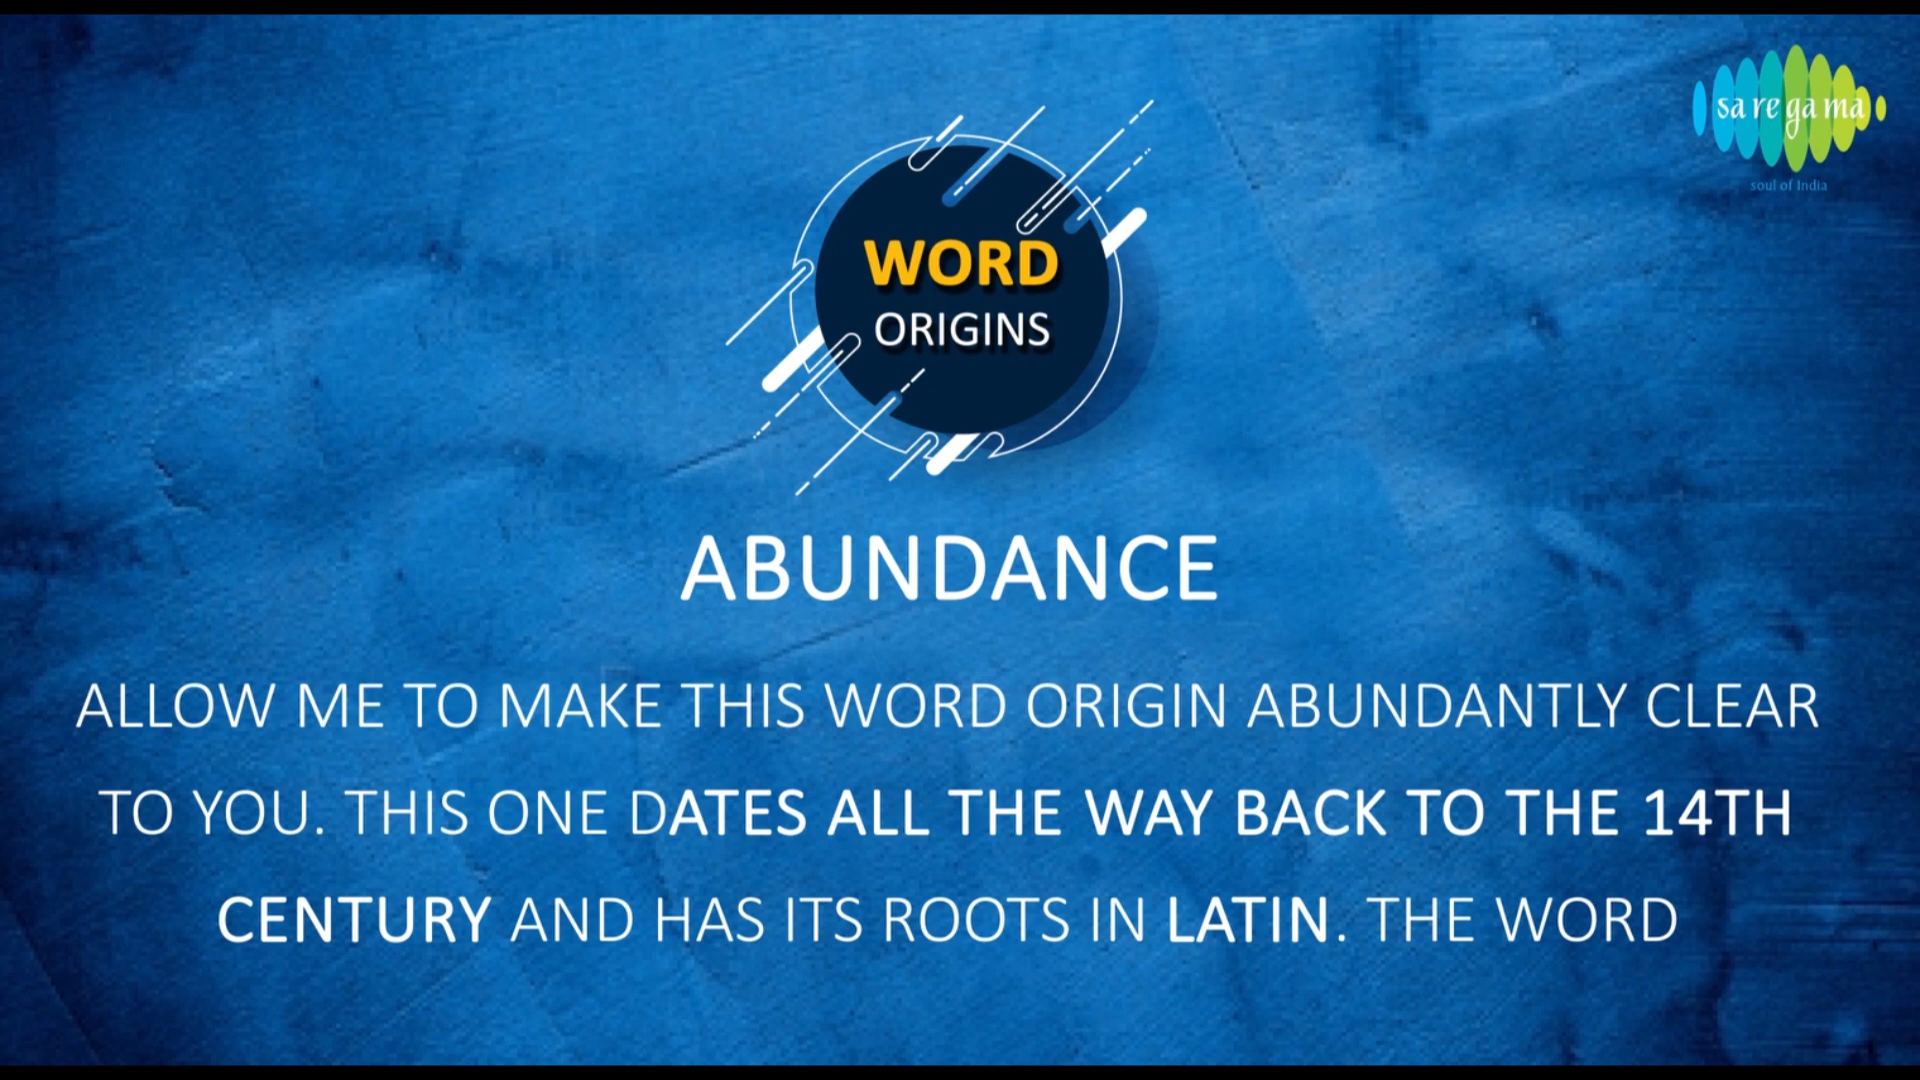 sa re ga ma
soul of India
WORD
ORIGINS
ABUNDANCE
ALLOW ME TO MAKE THIS WORD ORIGIN ABUNDANTLY CLEAR
TO YOU. THIS ONE DATES ALL THE WAY BACK TO THE 14TH
CENTURY AND HAS ITS ROOTS IN LATIN. THE WORD